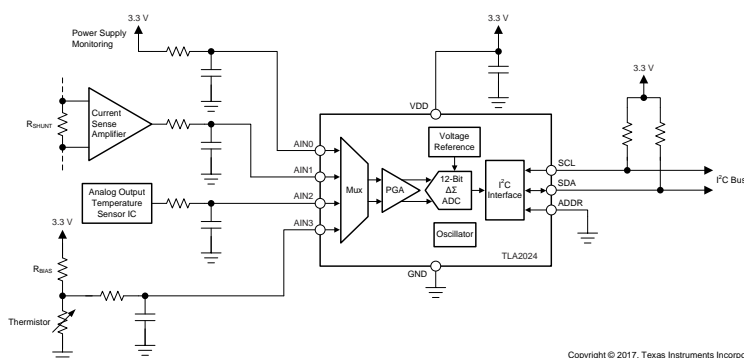 3.3 V
Power Supply
Monitoring
RSHUNT
Current
Sense
Amplifier
Analog Output
Temperature
Sensor IC
3.3 V
RBIAS
Thermistor
3.3 V
VDD
AIN0
AIN1
AIN2
AIN3
Mux
PGA
Voltage
Reference
12-Bit
ΔΣ
ADC
Oscillator
I2C
Interface
TLA2024
GND
SCL
SDA
ADDR
3.3 V
I2C Bus
Copyright © 2017, Texas Instruments Incorpo